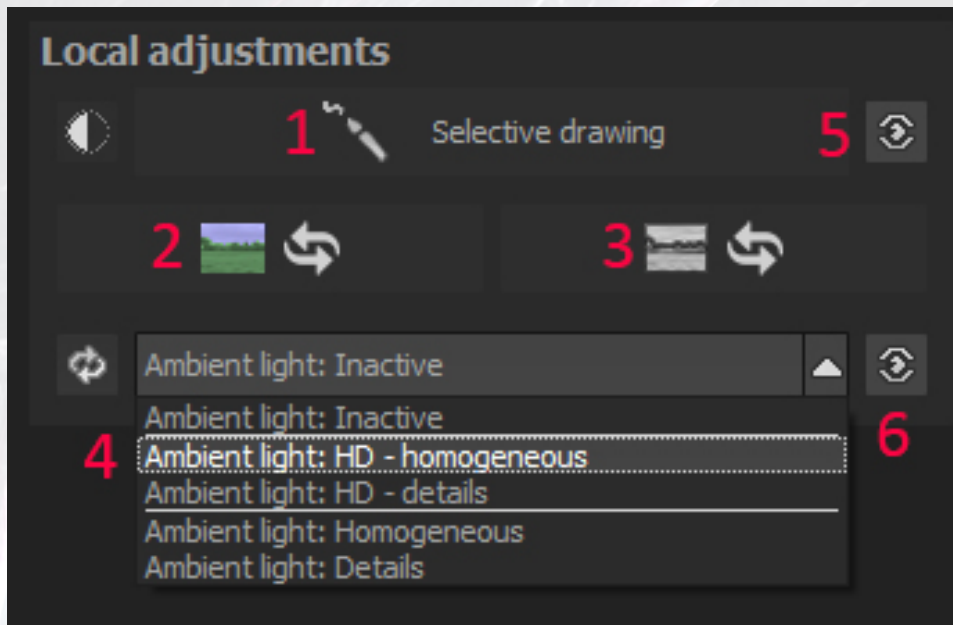 Local adjustments
1 Selective drawing 5
2 3
Ambient light: Inactive
Ambient light: Inactive
4 Ambient light: HD - homogeneous 6
Ambient light: HD - details
Ambient light: Homogeneous
Ambient light: Details